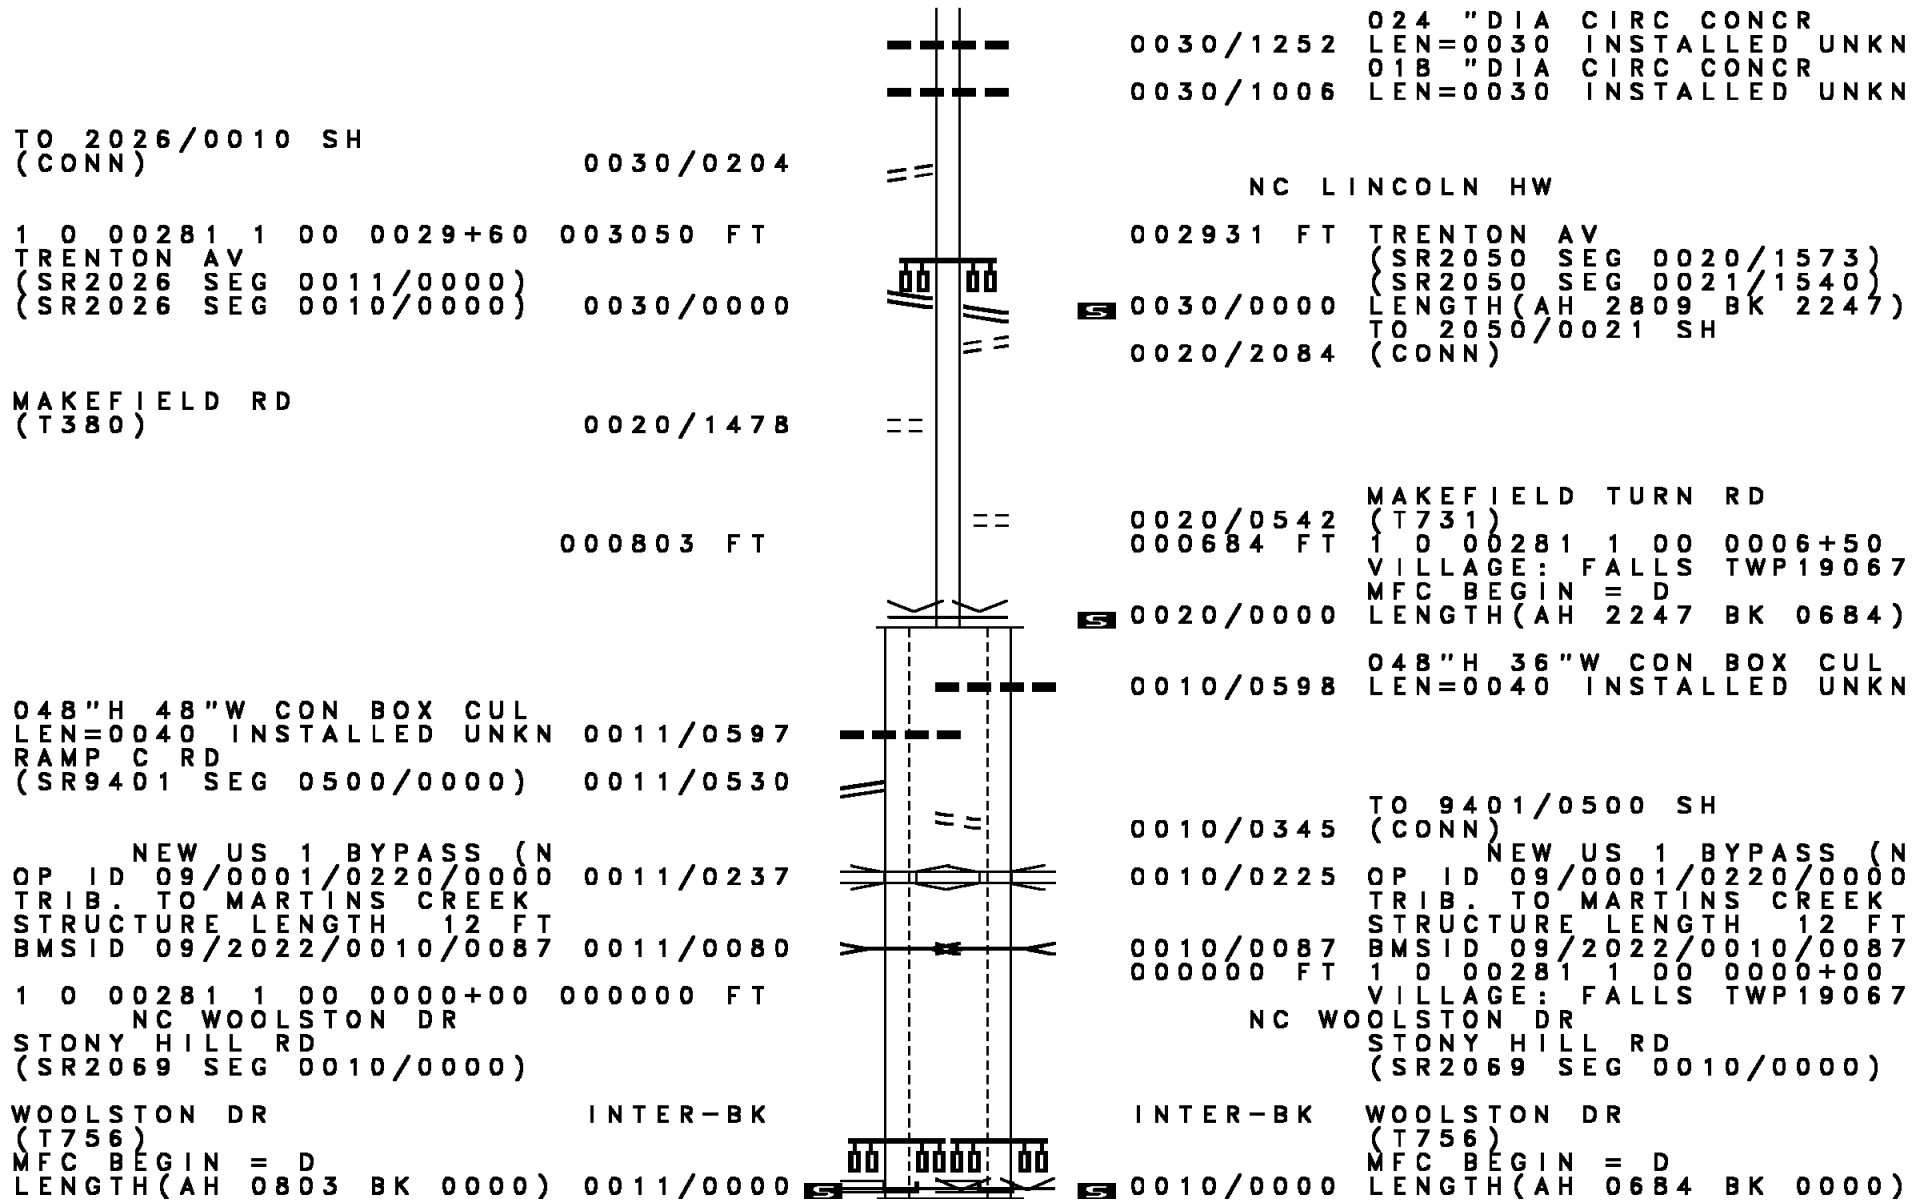 024 "DIA CIRC CONCR
0030/1252 LEN=0030 INSTALLED UNKN
018 "DIA CIRC CONCR
0030/1006 LEN=0030 INSTALLED UNKN
TO 2026/0010 SH
(CONN) 0030/0204
NC LINCOLN HW
1 0 00281 1 00 0029+60 003050 FT 002931 FT TRENTON AV
TRENTON AV (SR2050 SEG 0020/1573)
(SR2026 SEG 0011/0000) (SR2050 SEG 0021/1540)
(SR2026 SEG 0010/0000) 0030/0000 S 0030/0000 LENGTH(AH 2809 BK 2247)
TO 2050/0021 SH
0020/2084 (CONN)
MAKEFIELD RD
(T380) 0020/1478
MAKEFIELD TURN RD
0020/0542 (T731)
000803 FT 000684 FT 1 0 00281 1 00 0006+50
VILLAGE: FALLS TWP19067
MFC BEGIN = D
S 0020/0000 LENGTH(AH 2247 BK 0684)
048"H 36"W CON BOX CUL
0010/0598 LEN=0040 INSTALLED UNKN
048"H 48"W CON BOX CUL
LEN=0040 INSTALLED UNKN 0011/0597
RAMP C RD
(SR9401 SEG 0500/0000) 0011/0530
TO 9401/0500 SH
0010/0345 (CONN)
NEW US 1 BYPASS (N NEW US 1 BYPASS (N
OP ID 09/0001/0220/0000 0011/0237 0010/0225 OP ID 09/0001/0220/0000
TRIB. TO MARTINS CREEK TRIB. TO MARTINS CREEK
STRUCTURE LENGTH 12 FT STRUCTURE LENGTH 12 FT
BMSID 09/2022/0010/0087 0011/0080 0010/0087 BMSID 09/2022/0010/0087
000000 FT 1 0 00281 1 00 0000+00
1 0 00281 1 00 0000+00 000000 FT VILLAGE: FALLS TWP19067
NC WOOLSTON DR NC WOOLSTON DR
STONY HILL RD STONY HILL RD
(SR2069 SEG 0010/0000) (SR2069 SEG 0010/0000)
WOOLSTON DR INTER-BK INTER-BK WOOLSTON DR
(T756) (T756)
MFC BEGIN = D MFC BEGIN = D
LENGTH(AH 0803 BK 0000) 0011/0000 S S 0010/0000 LENGTH(AH 0684 BK 0000)